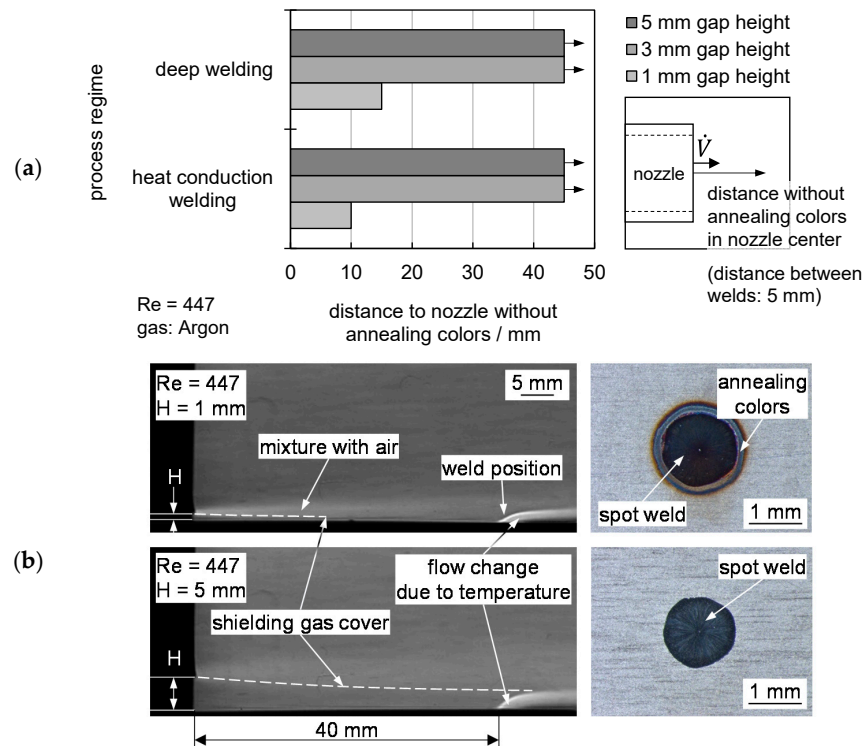 (a)
process regime
deep welding
heat conduction
welding
0
10
20
30
40
50
distance to nozzle without
annealing colors / mm
Re = 447
gas: Argon
5 mm gap height
3 mm gap height
1 mm gap height
nozzle
V̇
distance without
annealing colors
in nozzle center
(distance between
welds: 5 mm)
(b)
Re = 447
H = 1 mm
5 mm
mixture with air
H
weld position
annealing
colors
spot weld
1 mm
Re = 447
H = 5 mm
flow change
due to temperature
shielding gas cover
H
40 mm
spot weld
1 mm